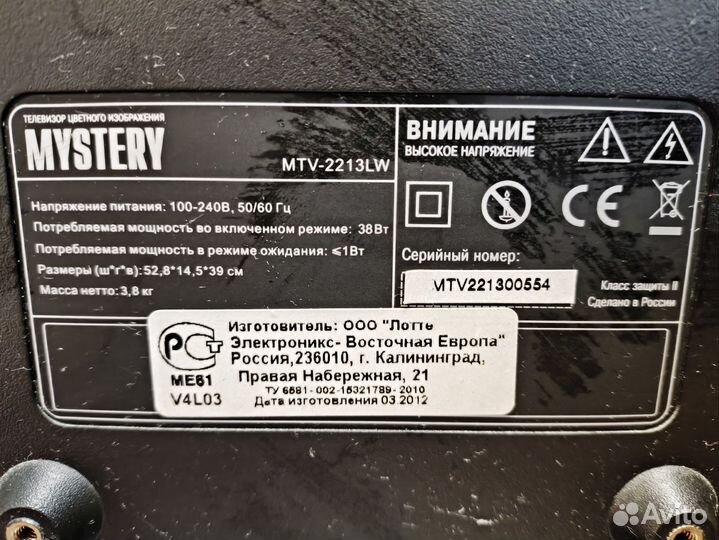 ТЕЛЕВИЗОР ЦВЕТНОГО ИЗОБРАЖЕНИЯ
MYSTERY
MTV-2213LW
Напряжение питания: 100-240В, 50/60 Гц
Потребляемая мощность во включенном режиме: 38Вт
Потребляемая мощность в режиме ожидания: ⩽1Вт
Размеры (ш*г*в): 52,8*14,5*39 см
Масса нетто: 3,8 кг
ВНИМАНИЕ
ВЫСОКОЕ НАПРЯЖЕНИЕ
CE
Серийный номер:
MTV221300554
Класс защиты II
Сделано в России
РСТ
ME61
V4L03
Изготовитель: ООО "Лотте
Электроникс- Восточная Европа"
Россия,236010, г. Калининград,
Правая Набережная, 21
ТУ 6581-002-15321789-2010
Дата изготовления 03.2012
Avito